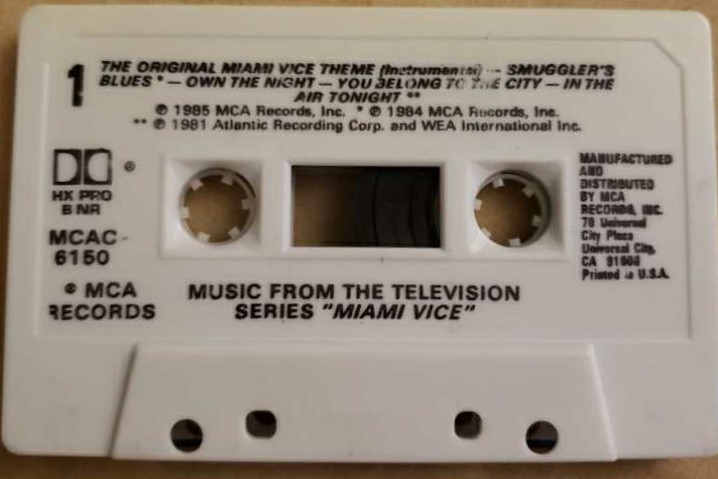 1
THE ORIGINAL MIAMI VICE THEME (Instrumental) — SMUGGLER'S
BLUES * — OWN THE NIGHT — YOU BELONG TO THE CITY — IN THE
AIR TONIGHT **
℗ 1985 MCA Records, Inc. * ℗ 1984 MCA Records, Inc.
** ℗ 1981 Atlantic Recording Corp. and WEA International Inc.
®
HX PRO
B NR
MCAC-
6150
© MCA
RECORDS
MANUFACTURED
AND
DISTRIBUTED
BY MCA
RECORDS, INC.
70 Universal
City Plaza
Universal City,
CA
Printed in U.S.A.
MUSIC FROM THE TELEVISION
SERIES "MIAMI VICE"